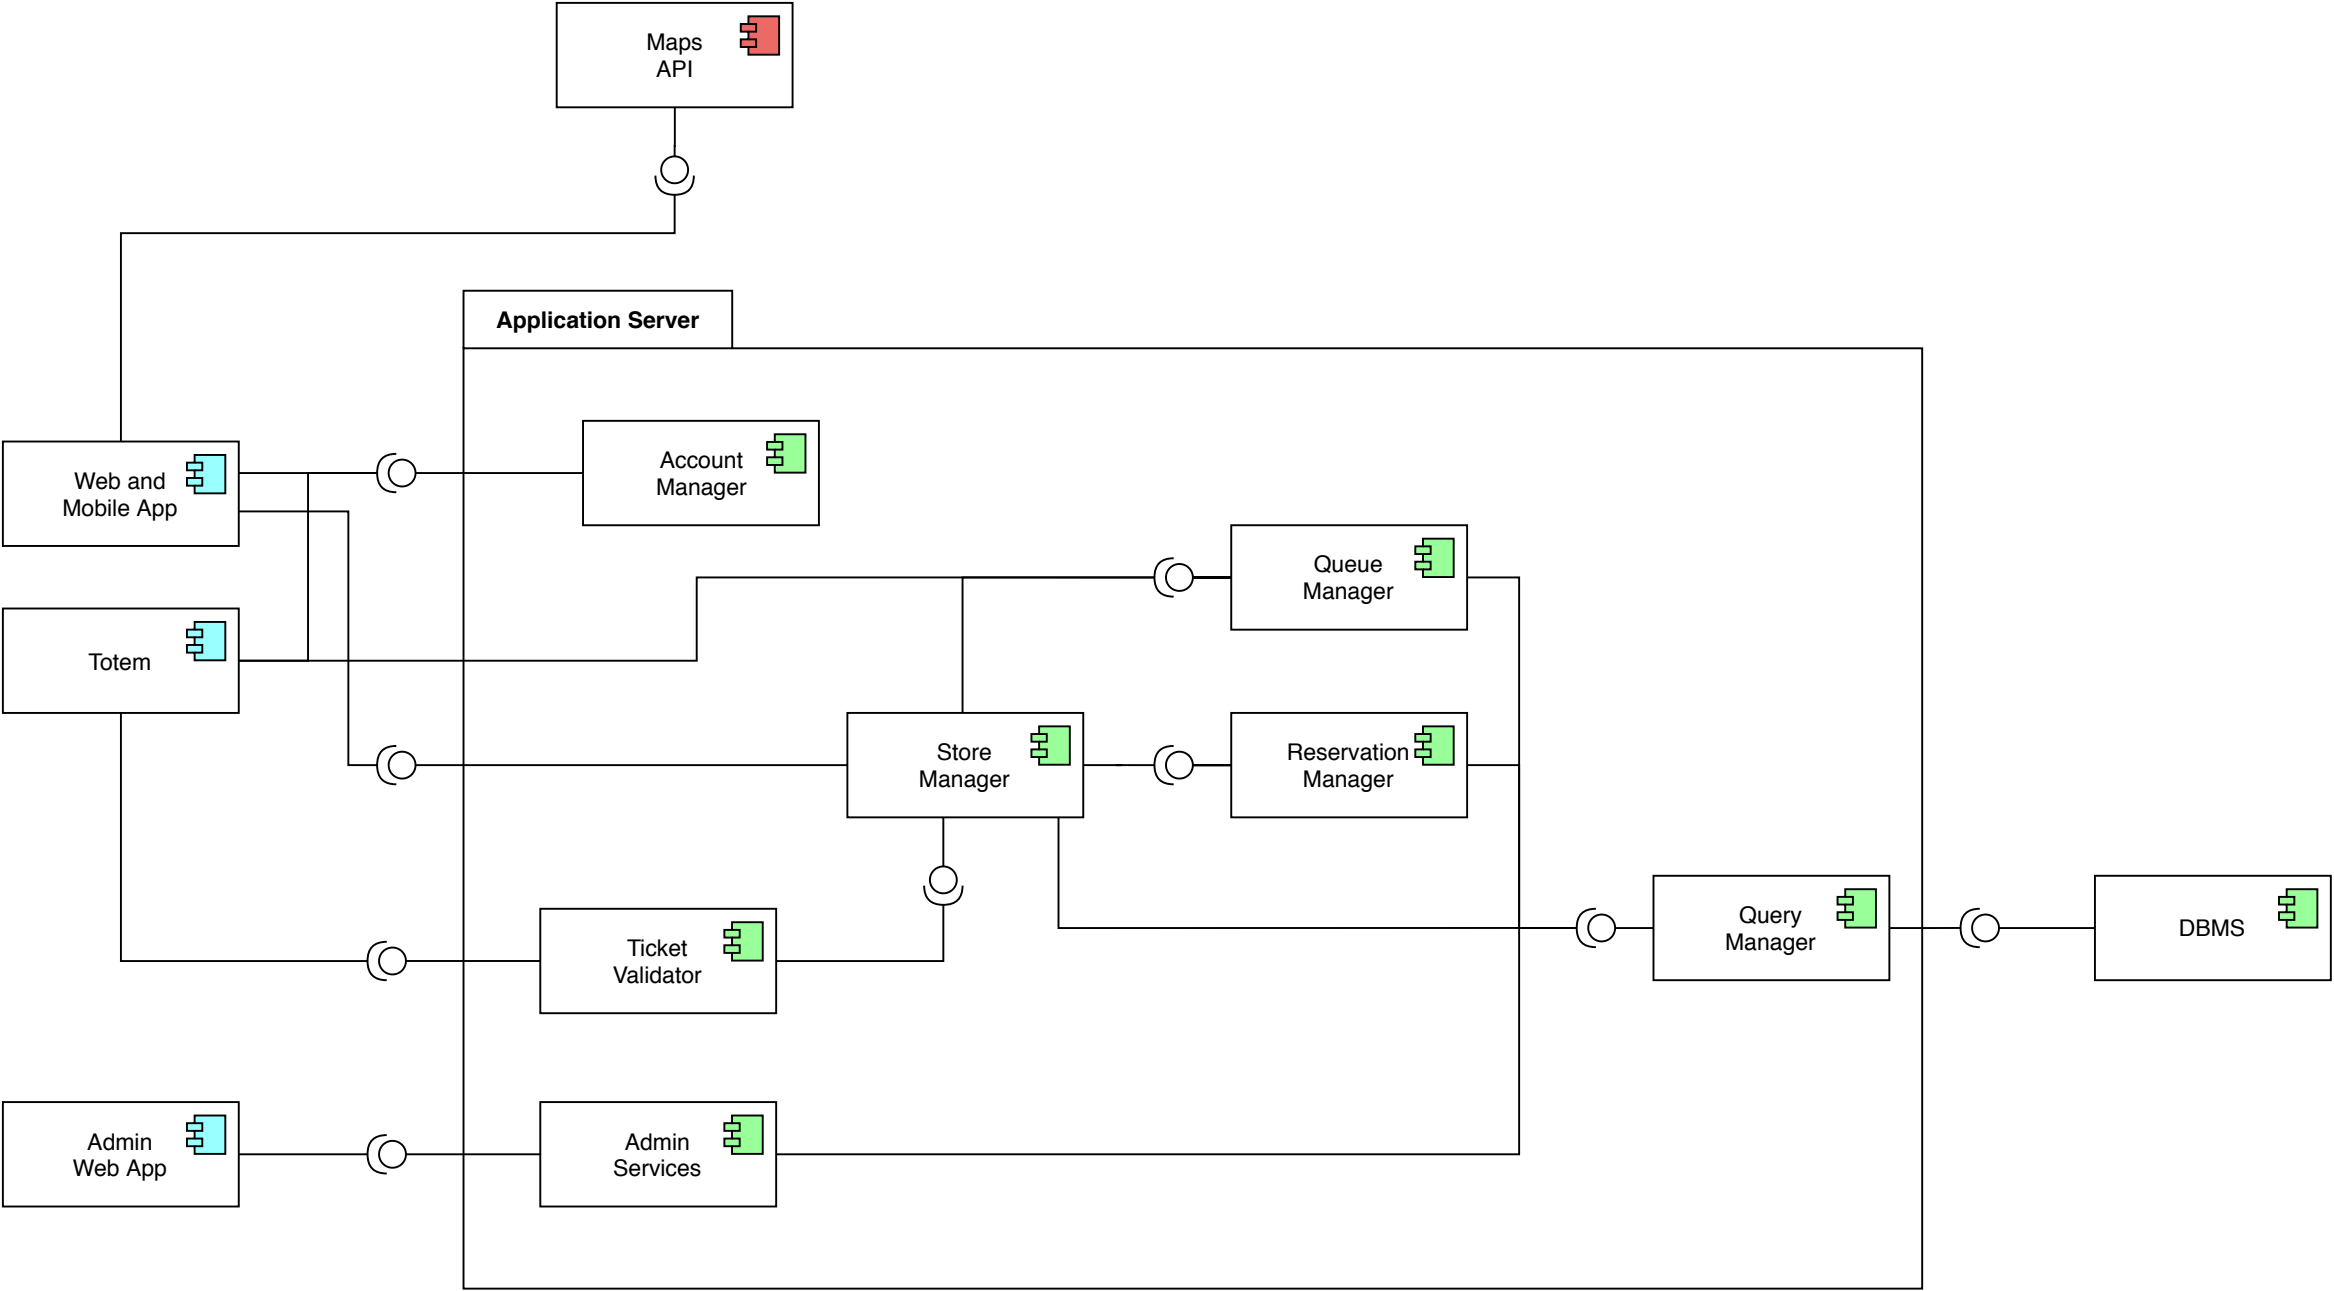 Maps
API
Application Server
Account
Manager
Web and
Mobile App
Queue
Manager
Totem
Store
Manager
Reservation
Manager
Query
Manager
DBMS
Ticket
Validator
Admin
Web App
Admin
Services